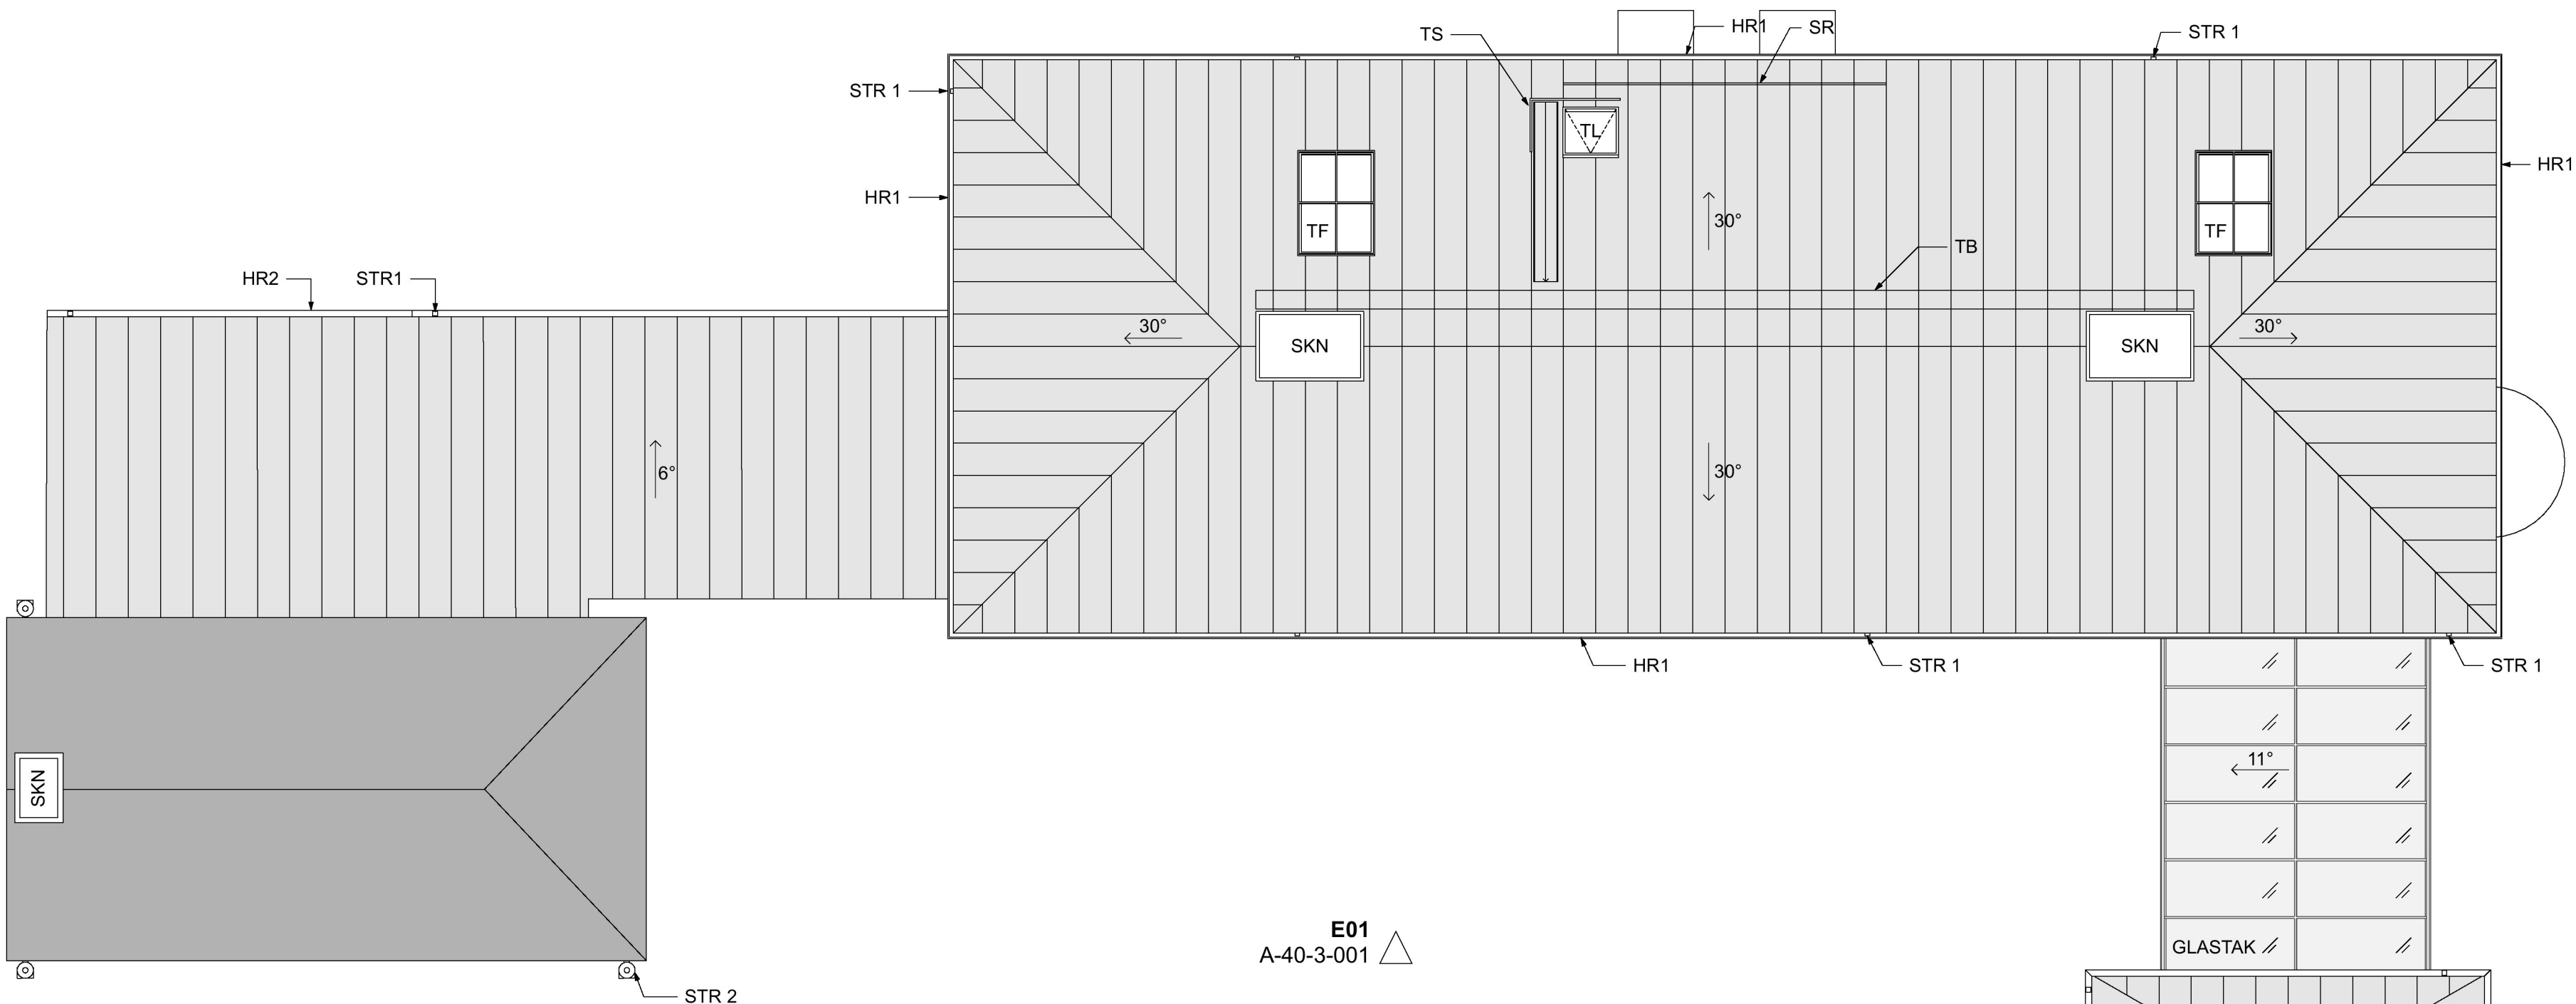 HR1
SR
TS
STR 1
STR 1
TL
HR1
HR1
30°
TF
TF
TB
HR2
STR1
30°
SKN
SKN
30°
6°
30°
HR1
STR 1
STR 1
11°
SKN
E01
A-40-3-001
GLASTAK
STR 2